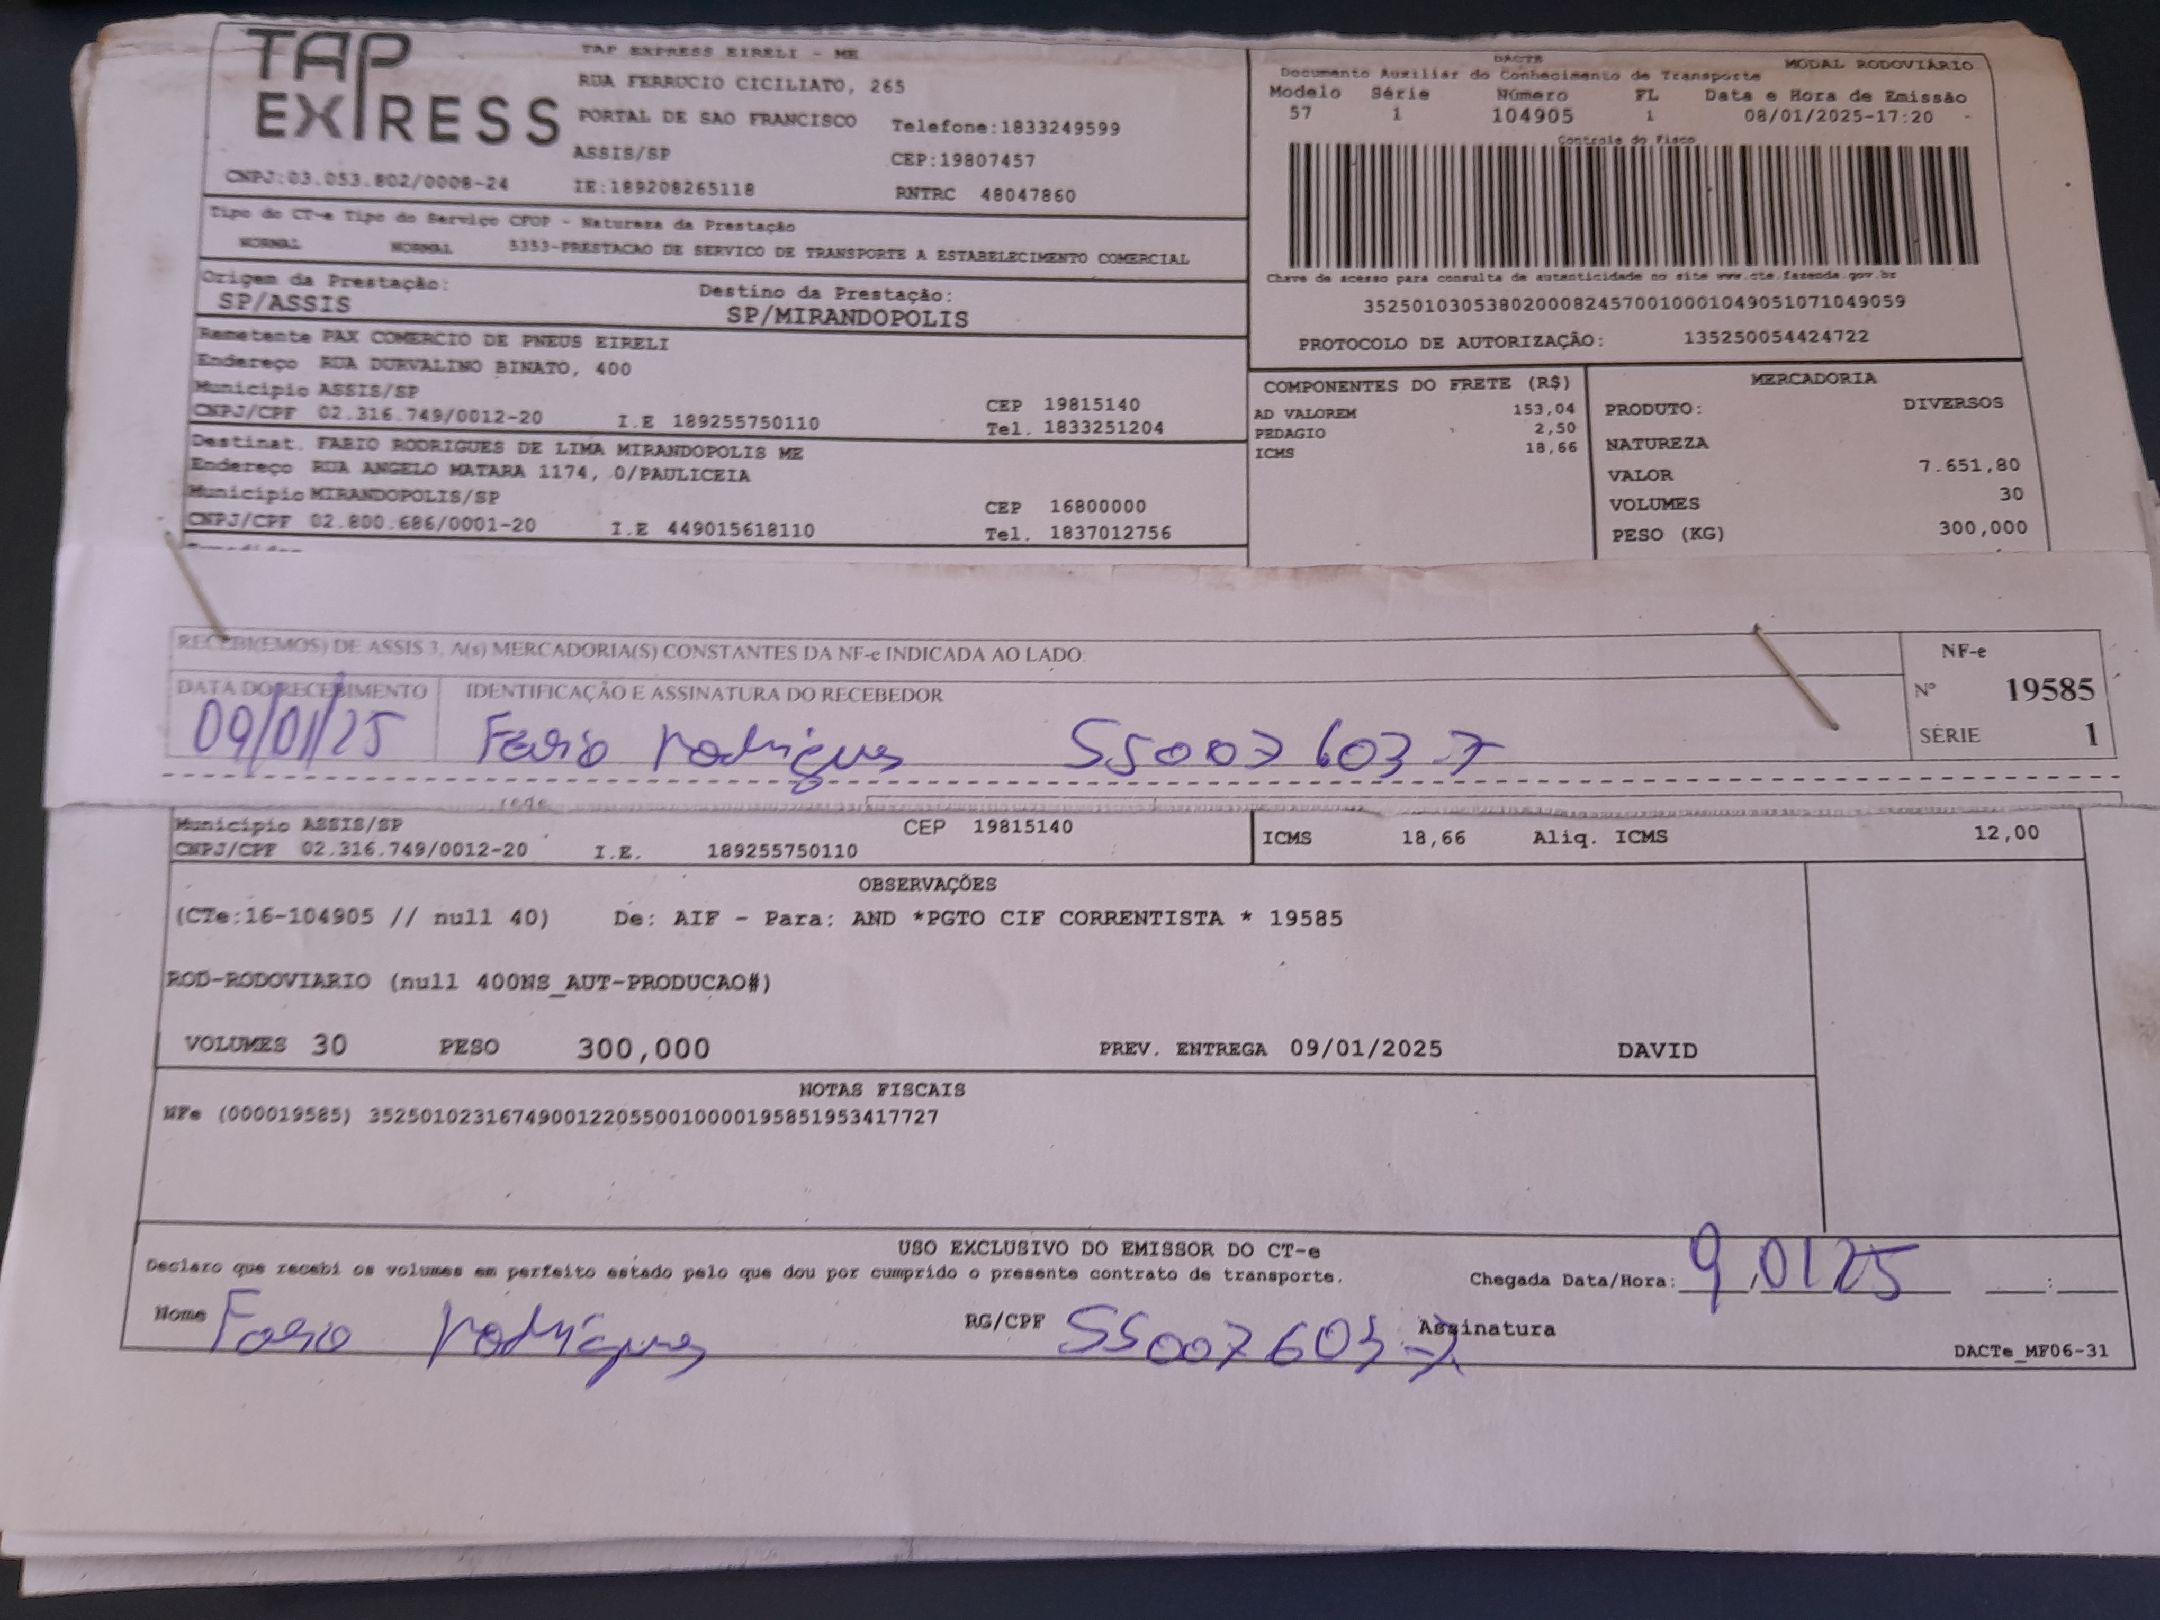 TAP EXPRESS
TAP EXPRESS EIRELI - ME
RUA FERRUCIO CICILIATO, 265
PORTAL DE SAO FRANCISCO Telefone:1833249599
ASSIS/SP CEP:19807457
CNPJ:03.053.802/0008-24 IE:189208265118 RNTRC 48047860
DACTE MODAL RODOVIÁRIO
Documento Auxiliar do Conhecimento de Transporte
Modelo Série Número FL Data e Hora de Emissão
57 1 104905 1 08/01/2025-17:20
Controle do Fisco
Chave de acesso para consulta de autenticidade no site www.cte.fazenda.gov.br
35250103053802000824570010001049051071049059
PROTOCOLO DE AUTORIZAÇÃO: 135250054424722
Tipo do CT-e Tipo do Serviço CFOP - Natureza da Prestação
NORMAL NORMAL 5353-PRESTACAO DE SERVICO DE TRANSPORTE A ESTABELECIMENTO COMERCIAL
Origem da Prestação: Destino da Prestação:
SP/ASSIS SP/MIRANDOPOLIS
Remetente PAX COMERCIO DE PNEUS EIRELI
Endereço RUA DURVALINO BINATO, 400
Município ASSIS/SP CEP 19815140
CNPJ/CPF 02.316.749/0012-20 I.E 189255750110 Tel. 1833251204
Destinat. FABIO RODRIGUES DE LIMA MIRANDOPOLIS ME
Endereço RUA ANGELO MATARA 1174, 0/PAULICEIA
Município MIRANDOPOLIS/SP CEP 16800000
CNPJ/CPF 02.800.686/0001-20 I.E 449015618110 Tel. 1837012756
COMPONENTES DO FRETE (R$)
AD VALOREM 153,04
PEDAGIO 2,50
ICMS 18,66
MERCADORIA
PRODUTO: DIVERSOS
NATUREZA
VALOR 7.651,80
VOLUMES 30
PESO (KG) 300,000
RECEBI(EMOS) DE ASSIS 3, A(s) MERCADORIA(S) CONSTANTES DA NF-e INDICADA AO LADO.
DATA DO RECEBIMENTO IDENTIFICAÇÃO E ASSINATURA DO RECEBEDOR
09/01/25 Fabio rodrigues 55007603-7
NF-e
Nº 19585
SÉRIE 1
Município ASSIS/SP CEP 19815140
CNPJ/CPF 02.316.749/0012-20 I.E. 189255750110
ICMS 18,66 Aliq. ICMS 12,00
OBSERVAÇÕES
(CTe:16-104905 // null 40) De: AIF - Para: AND *PGTO CIF CORRENTISTA * 19585
ROD-RODOVIARIO (null 400NS_AUT-PRODUCAO#)
VOLUMES 30 PESO 300,000 PREV. ENTREGA 09/01/2025 DAVID
NOTAS FISCAIS
NFe (000019585) 35250102316749001220550010000195851953417727
USO EXCLUSIVO DO EMISSOR DO CT-e
Declaro que recebi os volumes em perfeito estado pelo que dou por cumprido o presente contrato de transporte. Chegada Data/Hora: 9,01 25 :
Nome Fabio rodrigues RG/CPF 55007603-7 Assinatura
DACTe_MF06-31